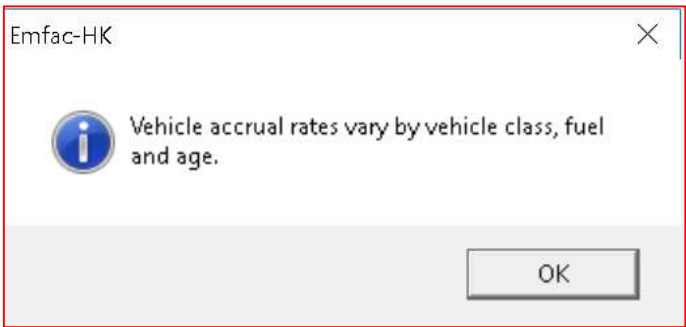 Emfac-HK
Vehicle accrual rates vary by vehicle class, fuel
and age.
OK